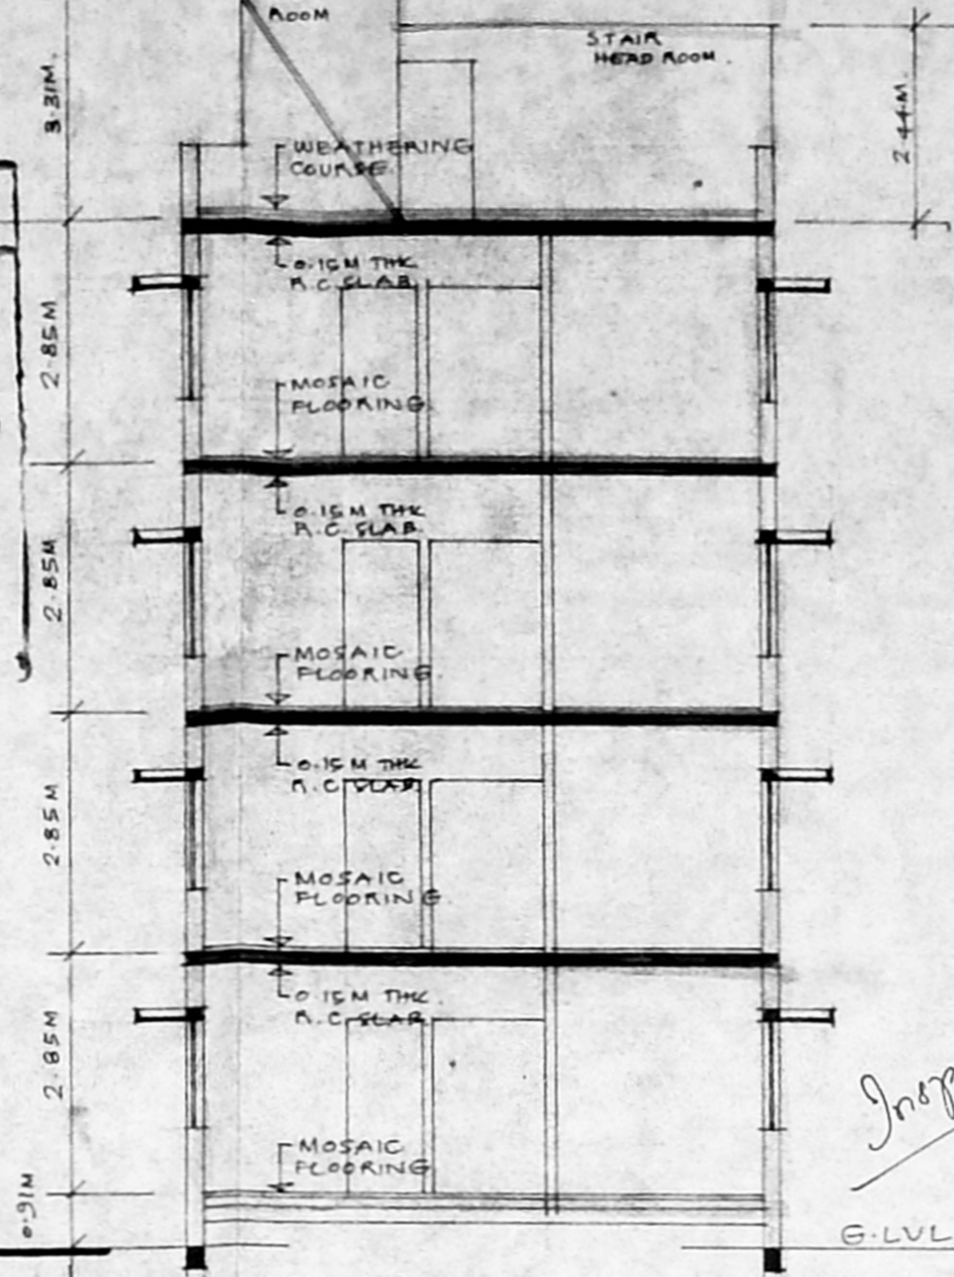 ROOM
STAIR
HEAD ROOM.
3.31M.
2.44M.
WEATHERING
COURSE.
0.15M THK
R.C. SLAB.
2.85M
MOSAIC
FLOORING.
0.15M THK
R.C. SLAB.
2.85M
MOSAIC
FLOORING.
0.15M THK
R.C. SLAB
2.85M
MOSAIC
FLOORING.
0.15M THK.
R.C. SLAB
2.85M
MOSAIC
FLOORING
0.91M
G.LVL